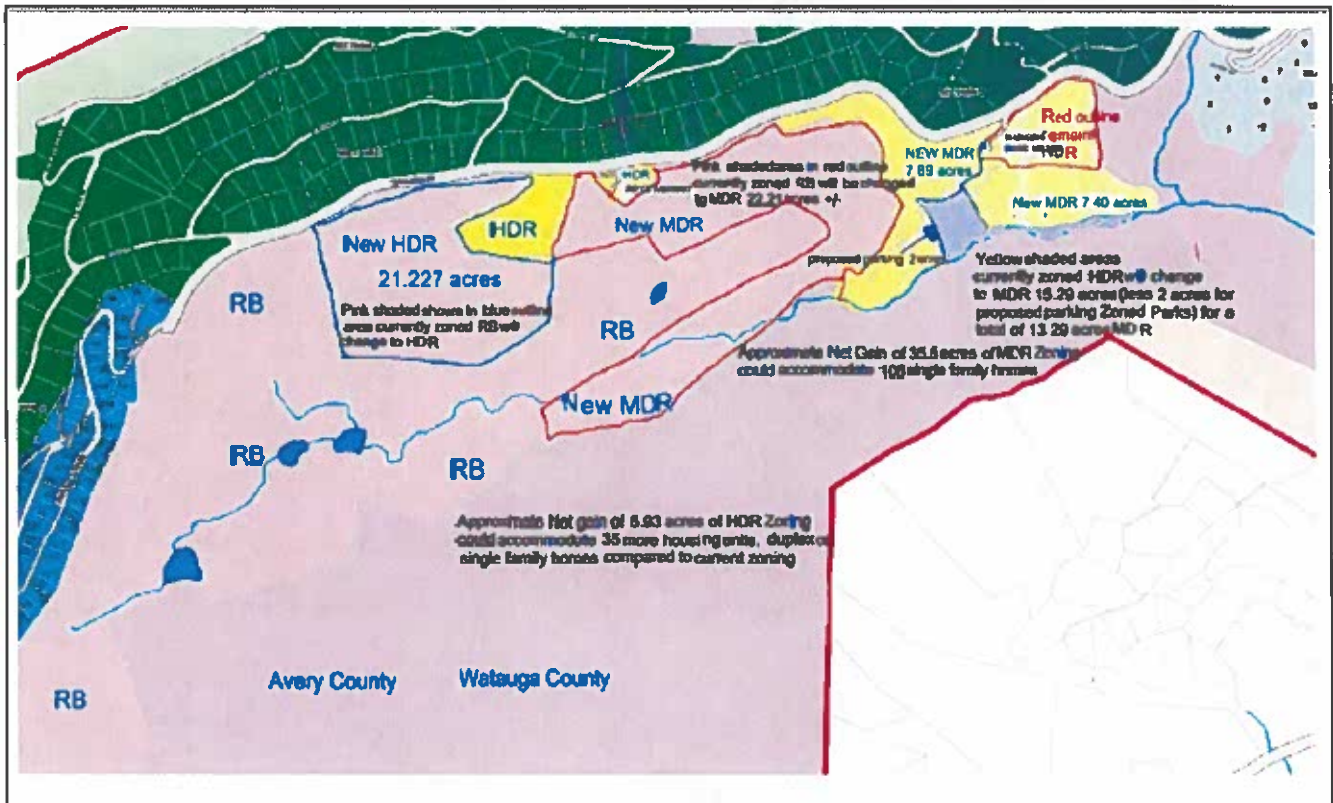 Red outline
HDR
NEW MDR
7.89 acres
HDR
Pink shaded areas in red outline
currently zoned RB will be changed
to MDR 22.21 acres +/-
New MDR 7.40 acres
HDR
New MDR
New HDR
21.227 acres
proposed parking 2
Yellow shaded areas
currently zoned HDR will change
to MDR 15.29 acres (less 2 acres for
proposed parking Zoned Parks) for a
total of 13.29 acres MDR
RB
Pink shaded shown in blue outline
area currently zoned RB will
change to HDR
RB
Approximate Net Gain of 35.5 acres of MDR Zoning
could accommodate 106 single family homes
New MDR
RB
RB
Approximate Net gain of 5.93 acres of HDR Zoning
could accommodate 35 more housing units, duplex or
single family homes compared to current zoning
Avery County
Watauga County
RB